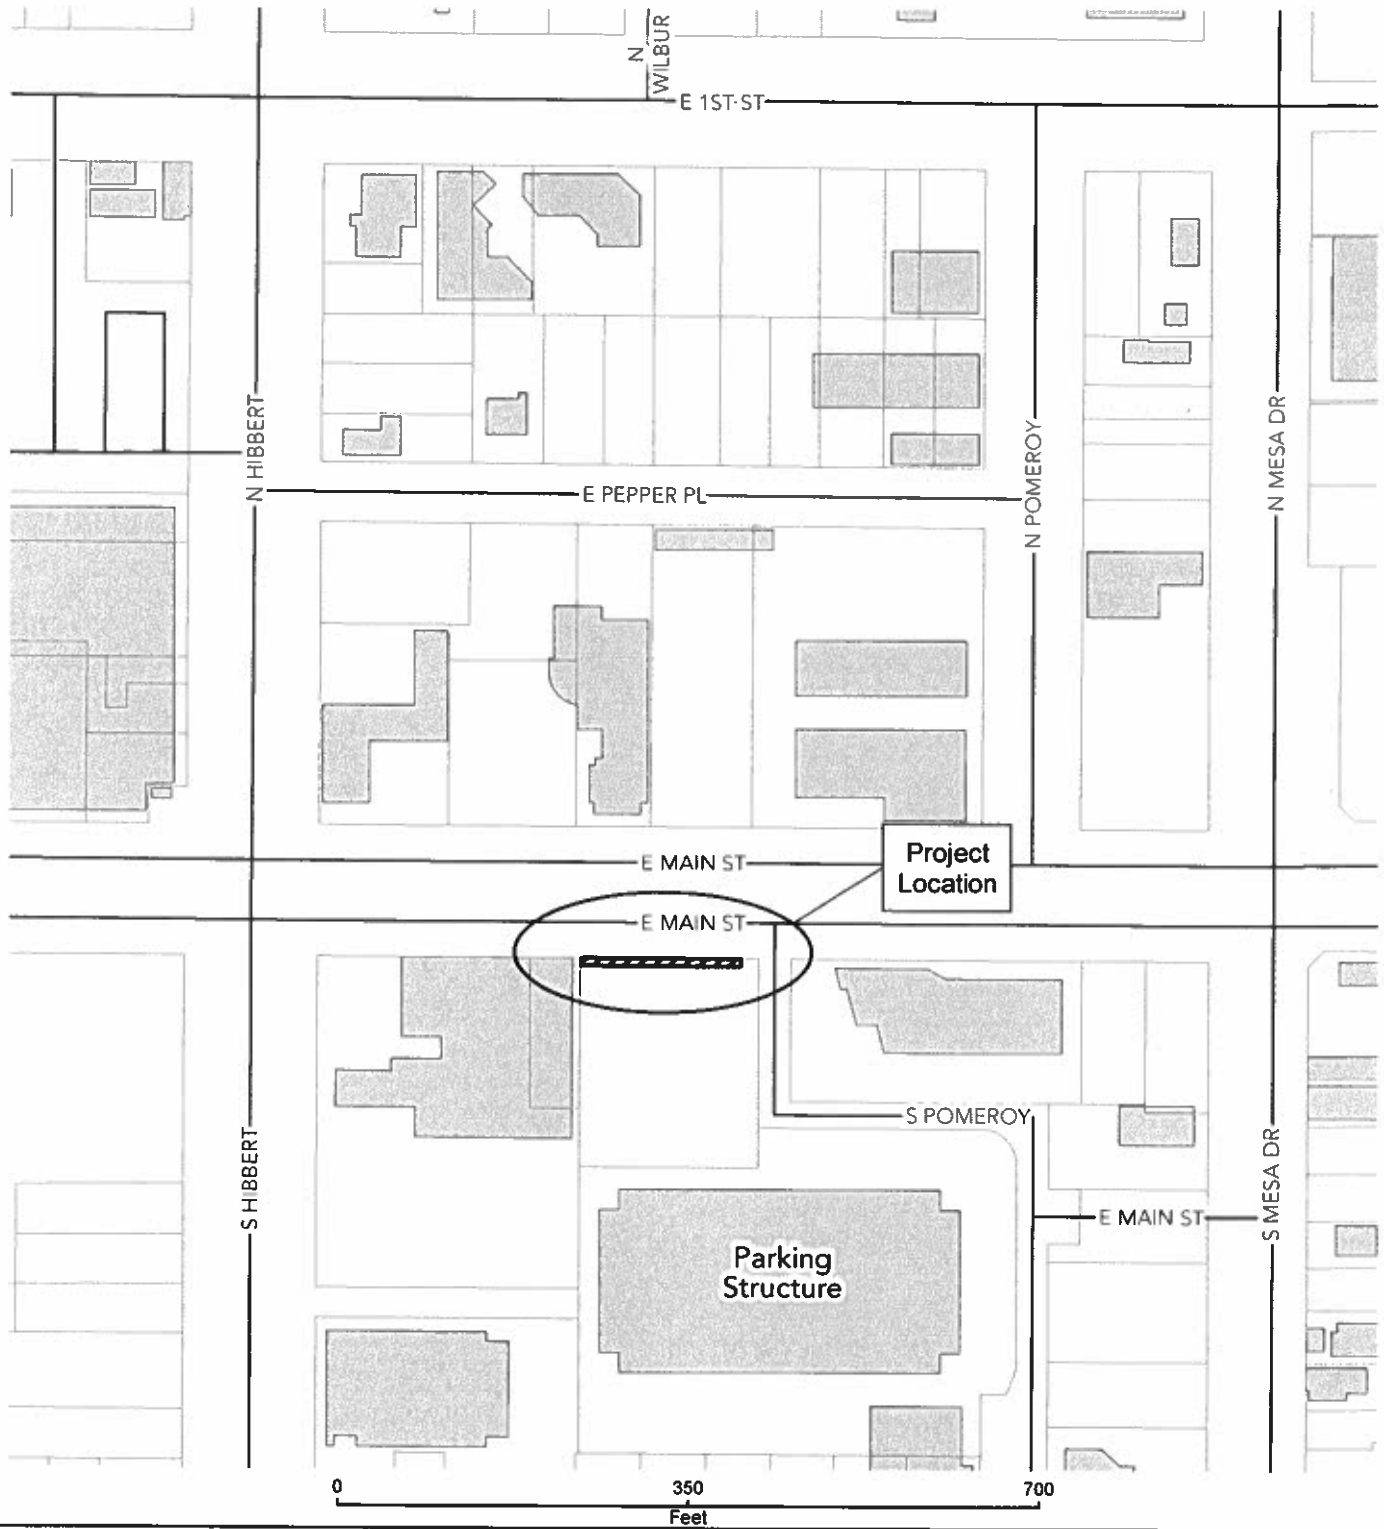 N WILBUR
E 1ST ST
N HIBBERT
N POMEROY
N MESA DR
E PEPPER PL
E MAIN ST
Project
Location
E MAIN ST
S POMEROY
S HIBBERT
S MESA DR
E MAIN ST
Parking
Structure
0 350 700
Feet